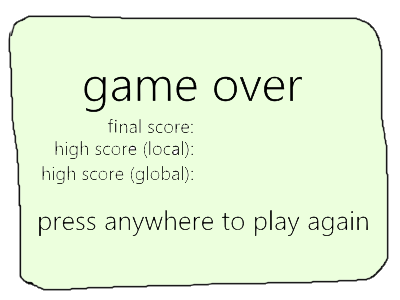 game over
final score:
high score (local):
high score (global):
press anywhere to play again